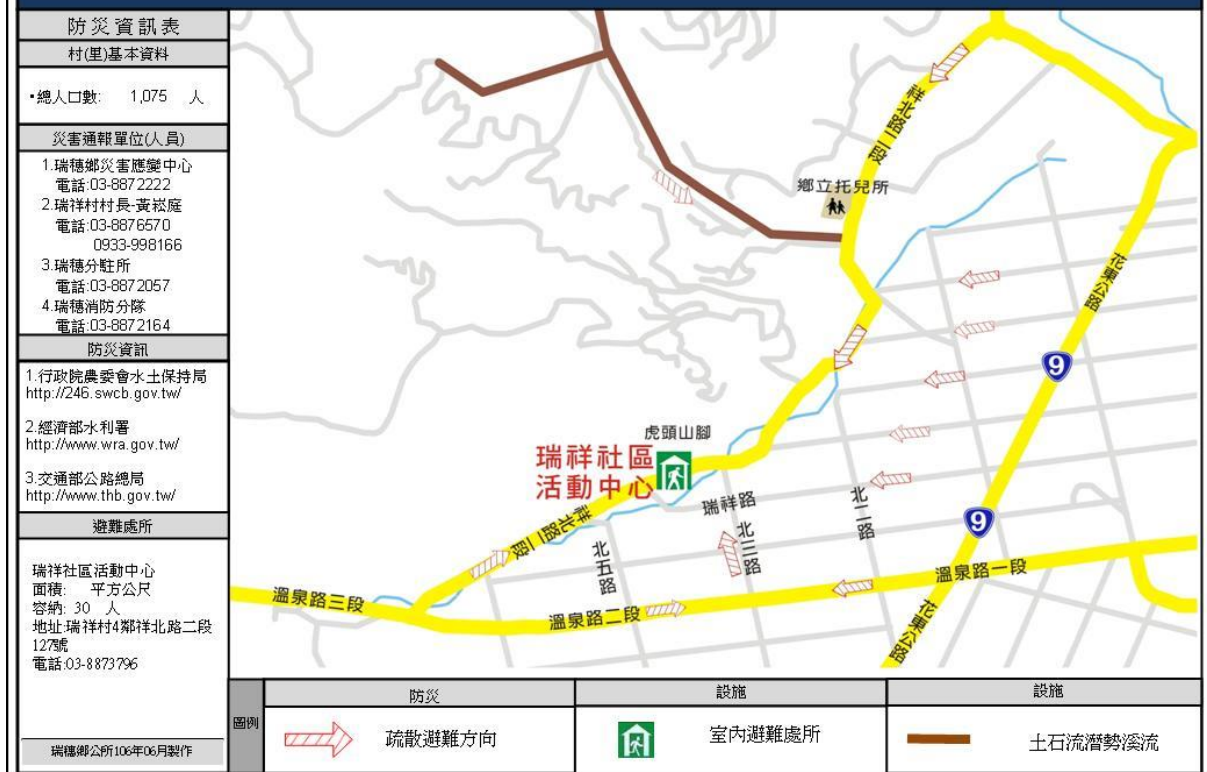 防災資訊表
村(里)基本資料
•總人口數: 1,075 人
災害通報單位(人員)
1.瑞穗鄉災害應變中心
電話:03-8872222
2.瑞祥村村長-黃崧庭
電話:03-8876570
0933-998166
3.瑞穗分駐所
電話:03-8872057
4.瑞穗消防分隊
電話:03-8872164
防災資訊
1.行政院農委會水土保持局
http://246.swcb.gov.tw/
2.經濟部水利署
http://www.wra.gov.tw/
3.交通部公路總局
http://www.thb.gov.tw/
避難處所
瑞祥社區活動中心
面積: 平方公尺
容納: 30 人
地址:瑞祥村4鄰祥北路二段
127號
電話:03-8873796
瑞穗鄉公所106年06月製作
祥北路二段
鄉立托兒所
花東公路
9
虎頭山腳
瑞祥社區
活動中心
瑞祥路
北二路
9
祥北路一段
北三路
北五路
溫泉路一段
溫泉路三段
溫泉路二段
花東公路
圖例
防災
設施
設施
疏散避難方向
室內避難處所
土石流潛勢溪流